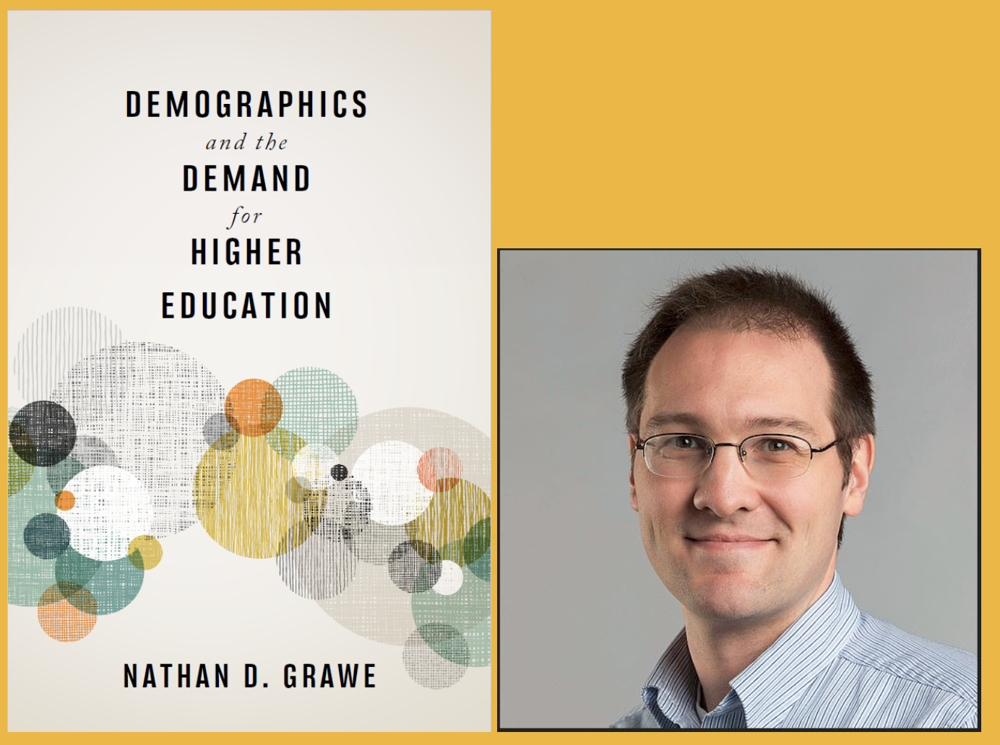 DEMOGRAPHICS
and the
DEMAND
for
HIGHER
EDUCATION
NATHAN D. GRAWE